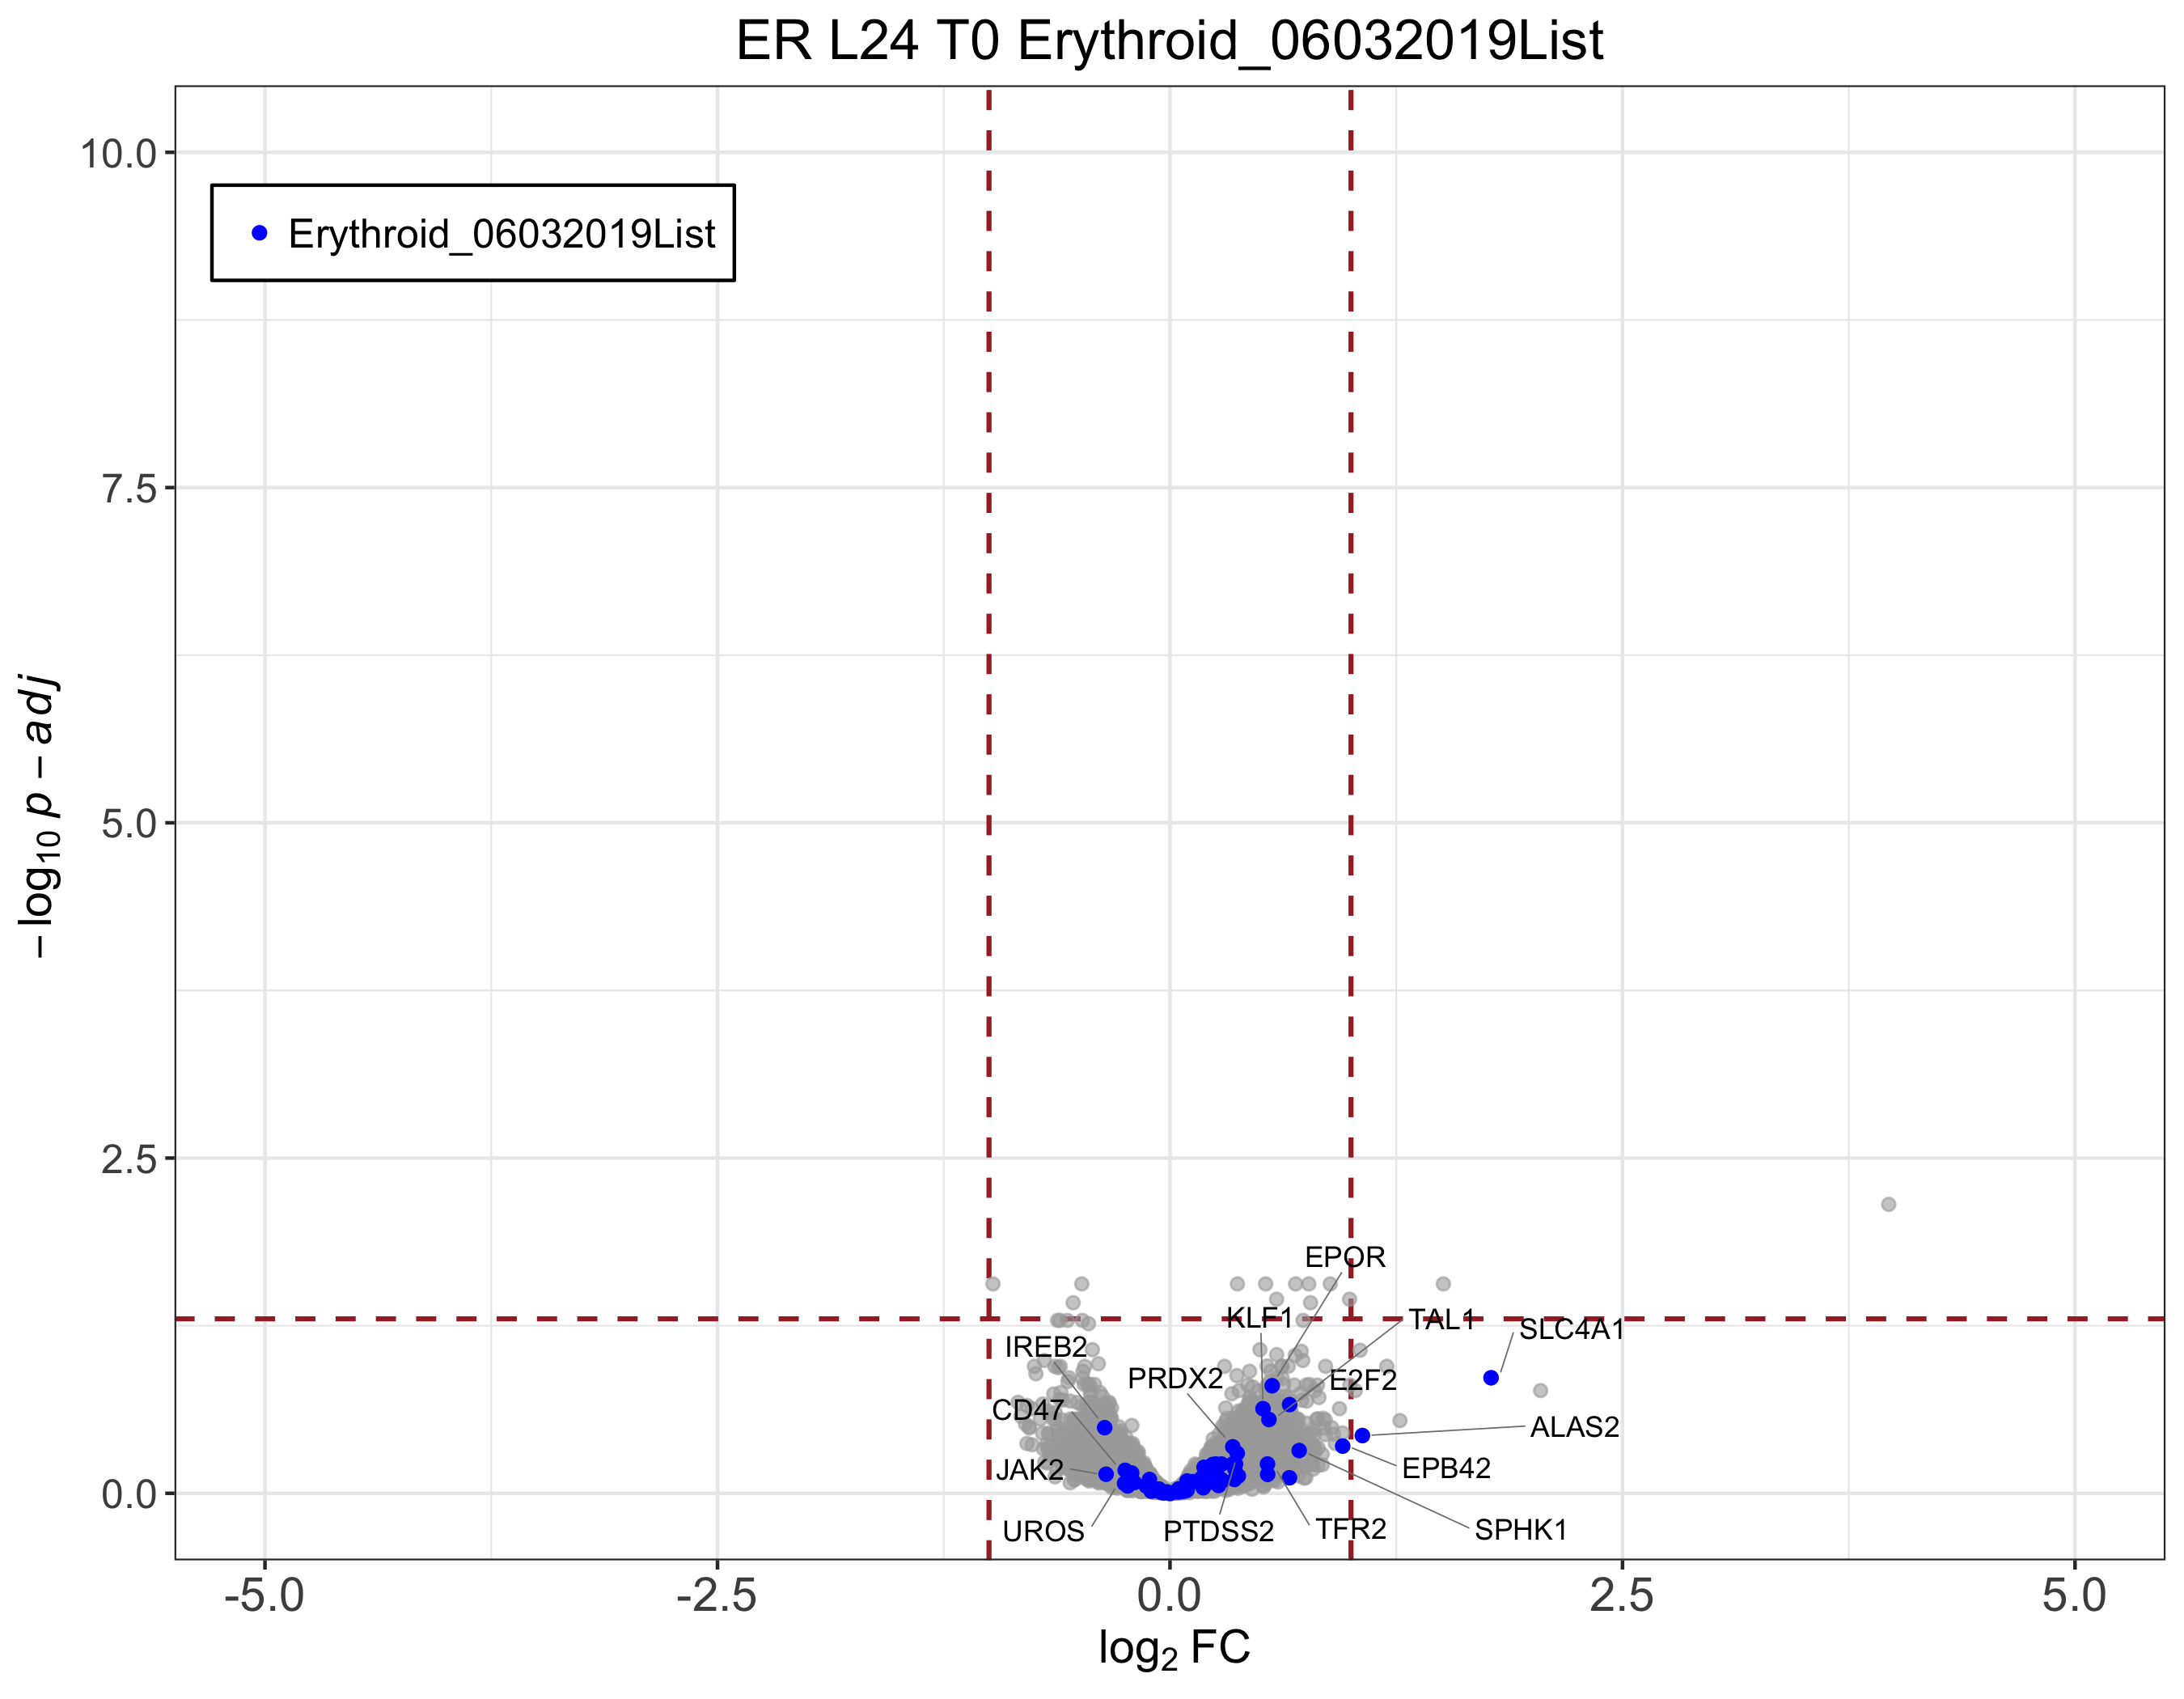 ER L24 T0 Erythroid_06032019List
10.0
7.5
5.0
2.5
0.0
−log10 p − adj
Erythroid_06032019List
EPOR
KLF1
TAL1
SLC4A1
IREB2
PRDX2
E2F2
CD47
ALAS2
JAK2
EPB42
UROS
PTDSS2
TFR2
SPHK1
-5.0
-2.5
0.0
2.5
5.0
log2 FC